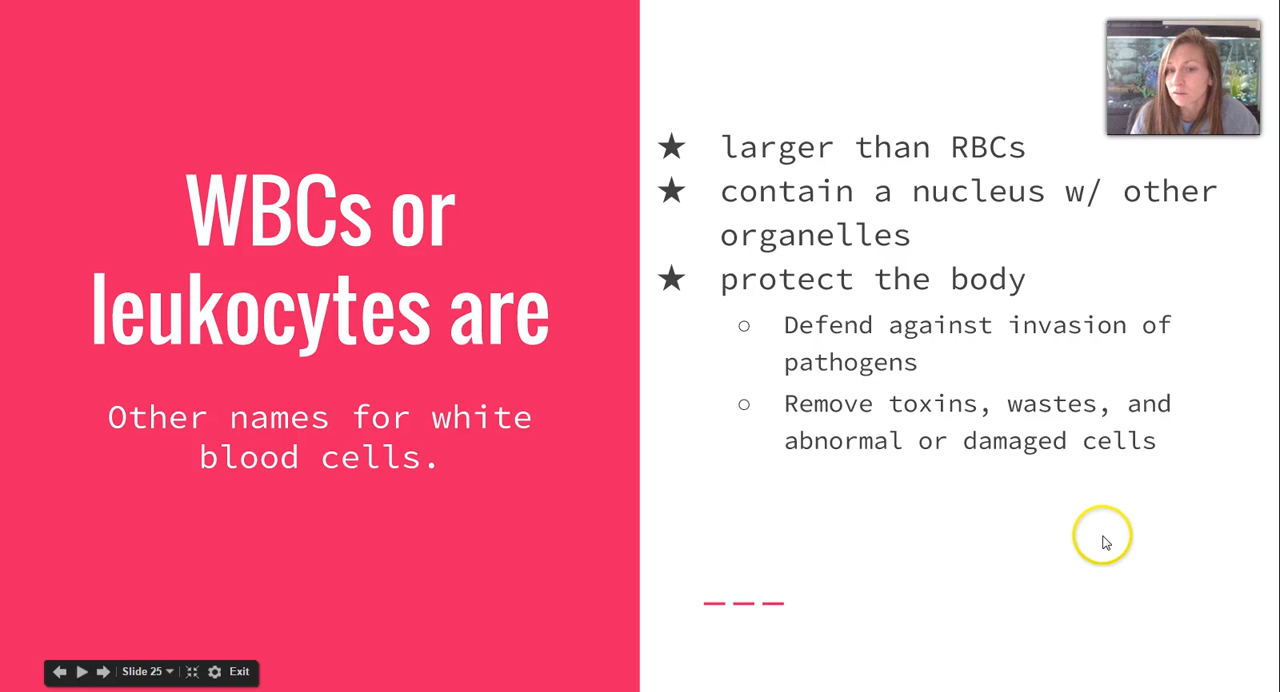 WBCs or
leukocytes are
Other names for white
blood cells.
★ larger than RBCs
★ contain a nucleus w/ other
organelles
★ protect the body
○ Defend against invasion of
pathogens
○ Remove toxins, wastes, and
abnormal or damaged cells
Slide 25 Exit